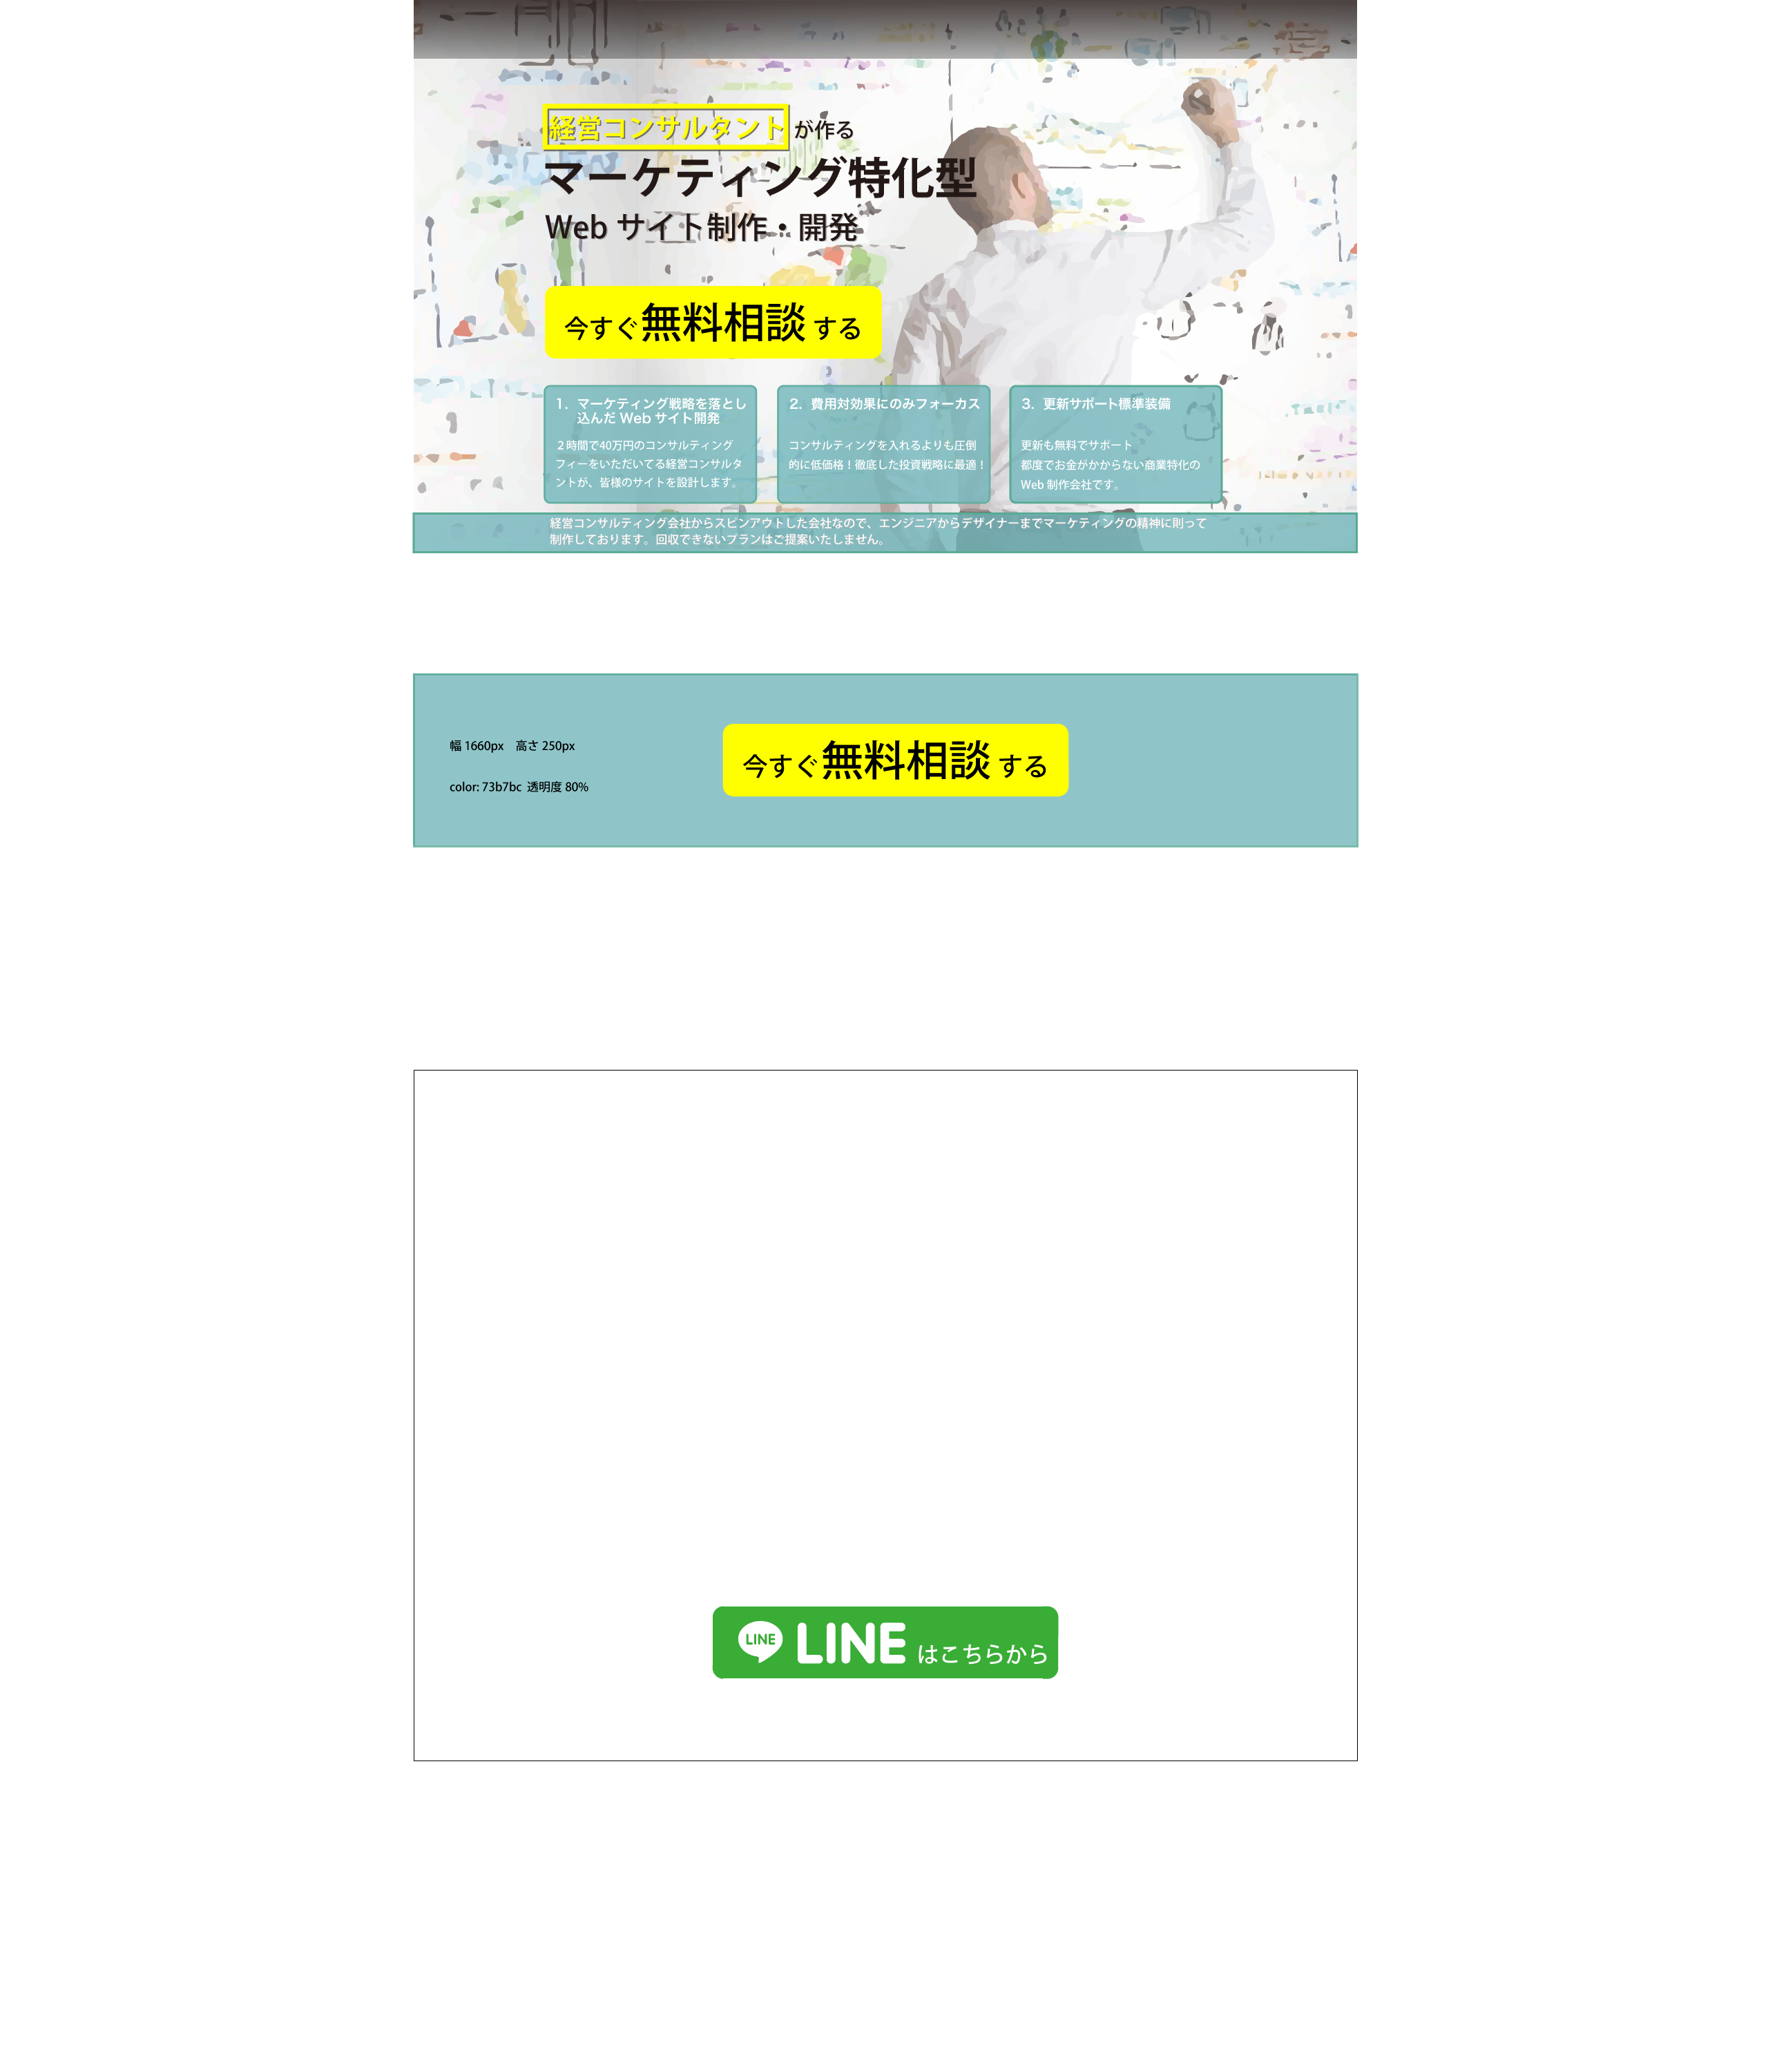 経営コンサルタント が作る
マーケティング特化型
Web サイト制作・開発
今すぐ無料相談 する
1. マーケティング戦略を落とし
込んだ Web サイト開発
２時間で40万円のコンサルティング
フィーをいただいてる経営コンサルタ
ントが、皆様のサイトを設計します。
2. 費用対効果にのみフォーカス
コンサルティングを入れるよりも圧倒
的に低価格！徹底した投資戦略に最適！
3. 更新サポート標準装備
更新も無料でサポート
都度でお金がかからない商業特化の
Web 制作会社です。
経営コンサルティング会社からスピンアウトした会社なので、エンジニアからデザイナーまでマーケティングの精神に則って
制作しております。回収できないプランはご提案いたしません。
幅 1660px　高さ 250px
color: 73b7bc 透明度 80%
今すぐ無料相談 する
LINE LINE はこちらから